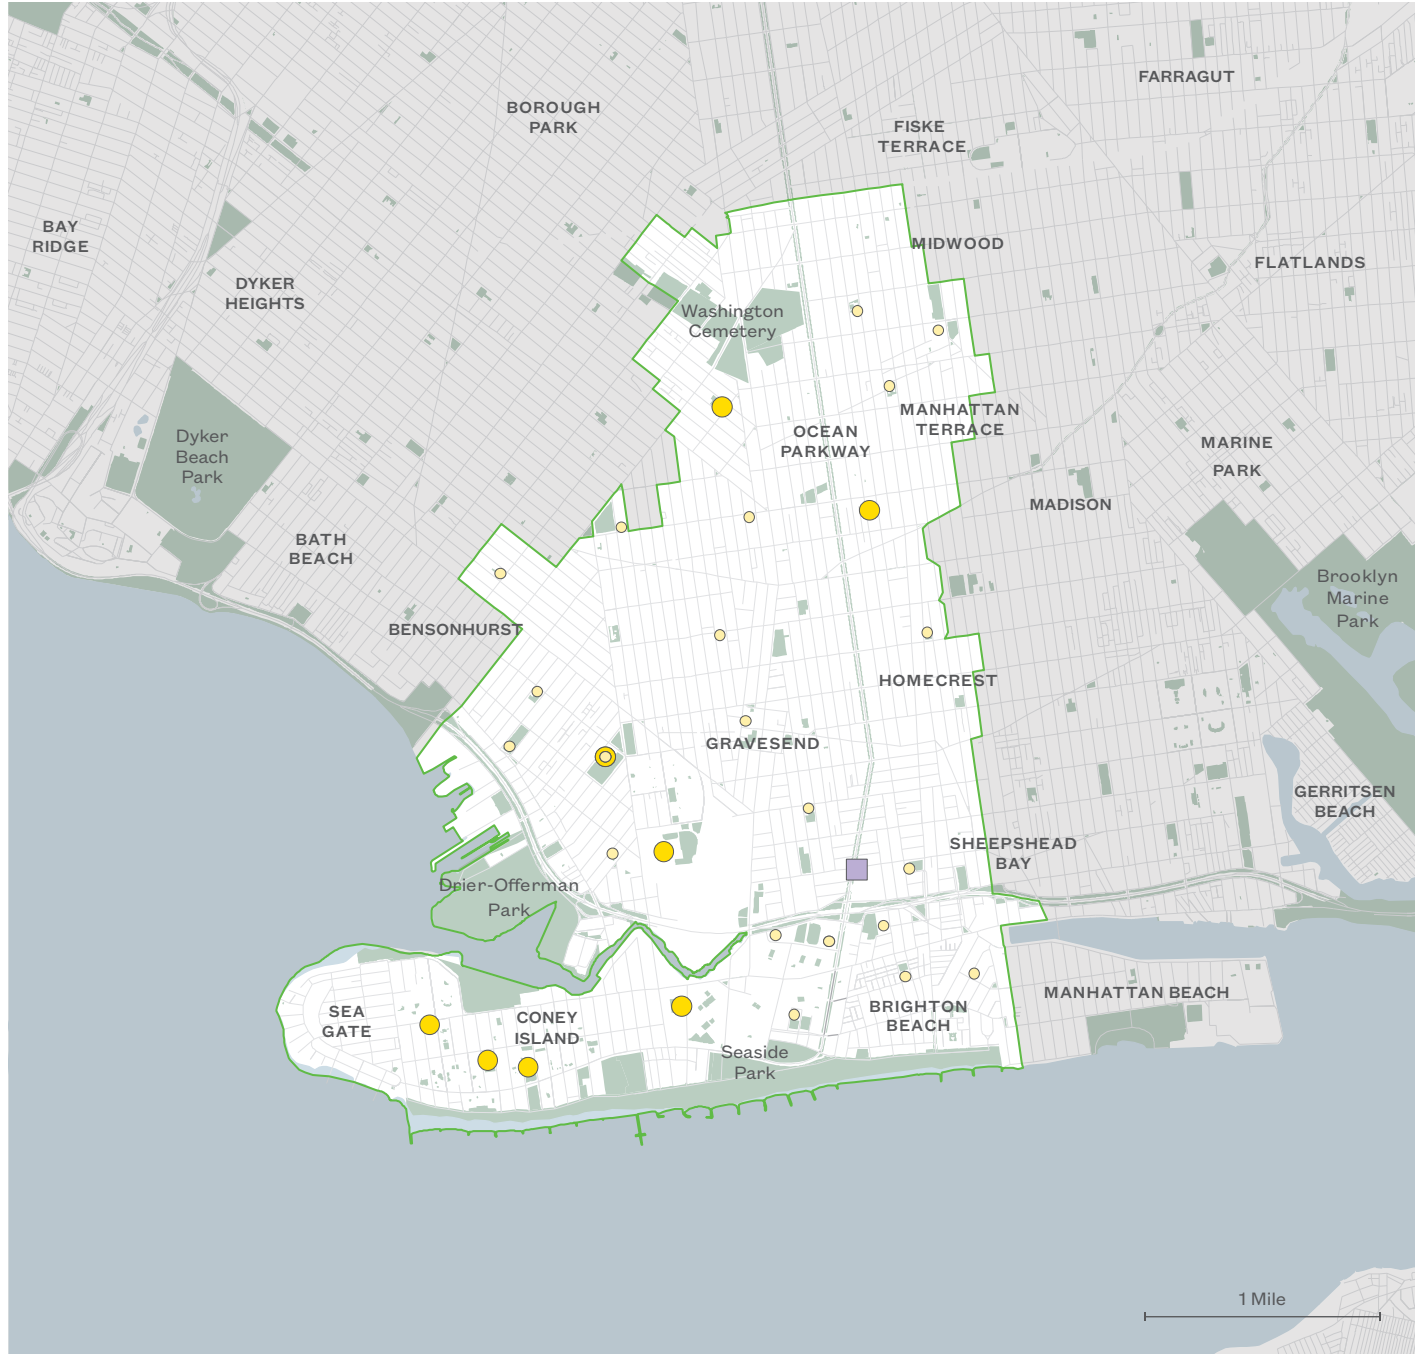 FARRAGUT
BOROUGH
PARK
FISKE
TERRACE
BAY
RIDGE
MIDWOOD
FLATLANDS
DYKER
HEIGHTS
Washington
Cemetery
MANHATTAN
TERRACE
OCEAN
PARKWAY
Dyker
Beach
Park
MARINE
PARK
MADISON
BATH
BEACH
Brooklyn
Marine
Park
BENSONHURST
HOMECREST
GRAVESEND
GERRITSEN
BEACH
SHEEPSHEAD
BAY
Drier-Offerman
Park
MANHATTAN BEACH
SEA
GATE
CONEY
ISLAND
BRIGHTON
BEACH
Seaside
Park
1 Mile